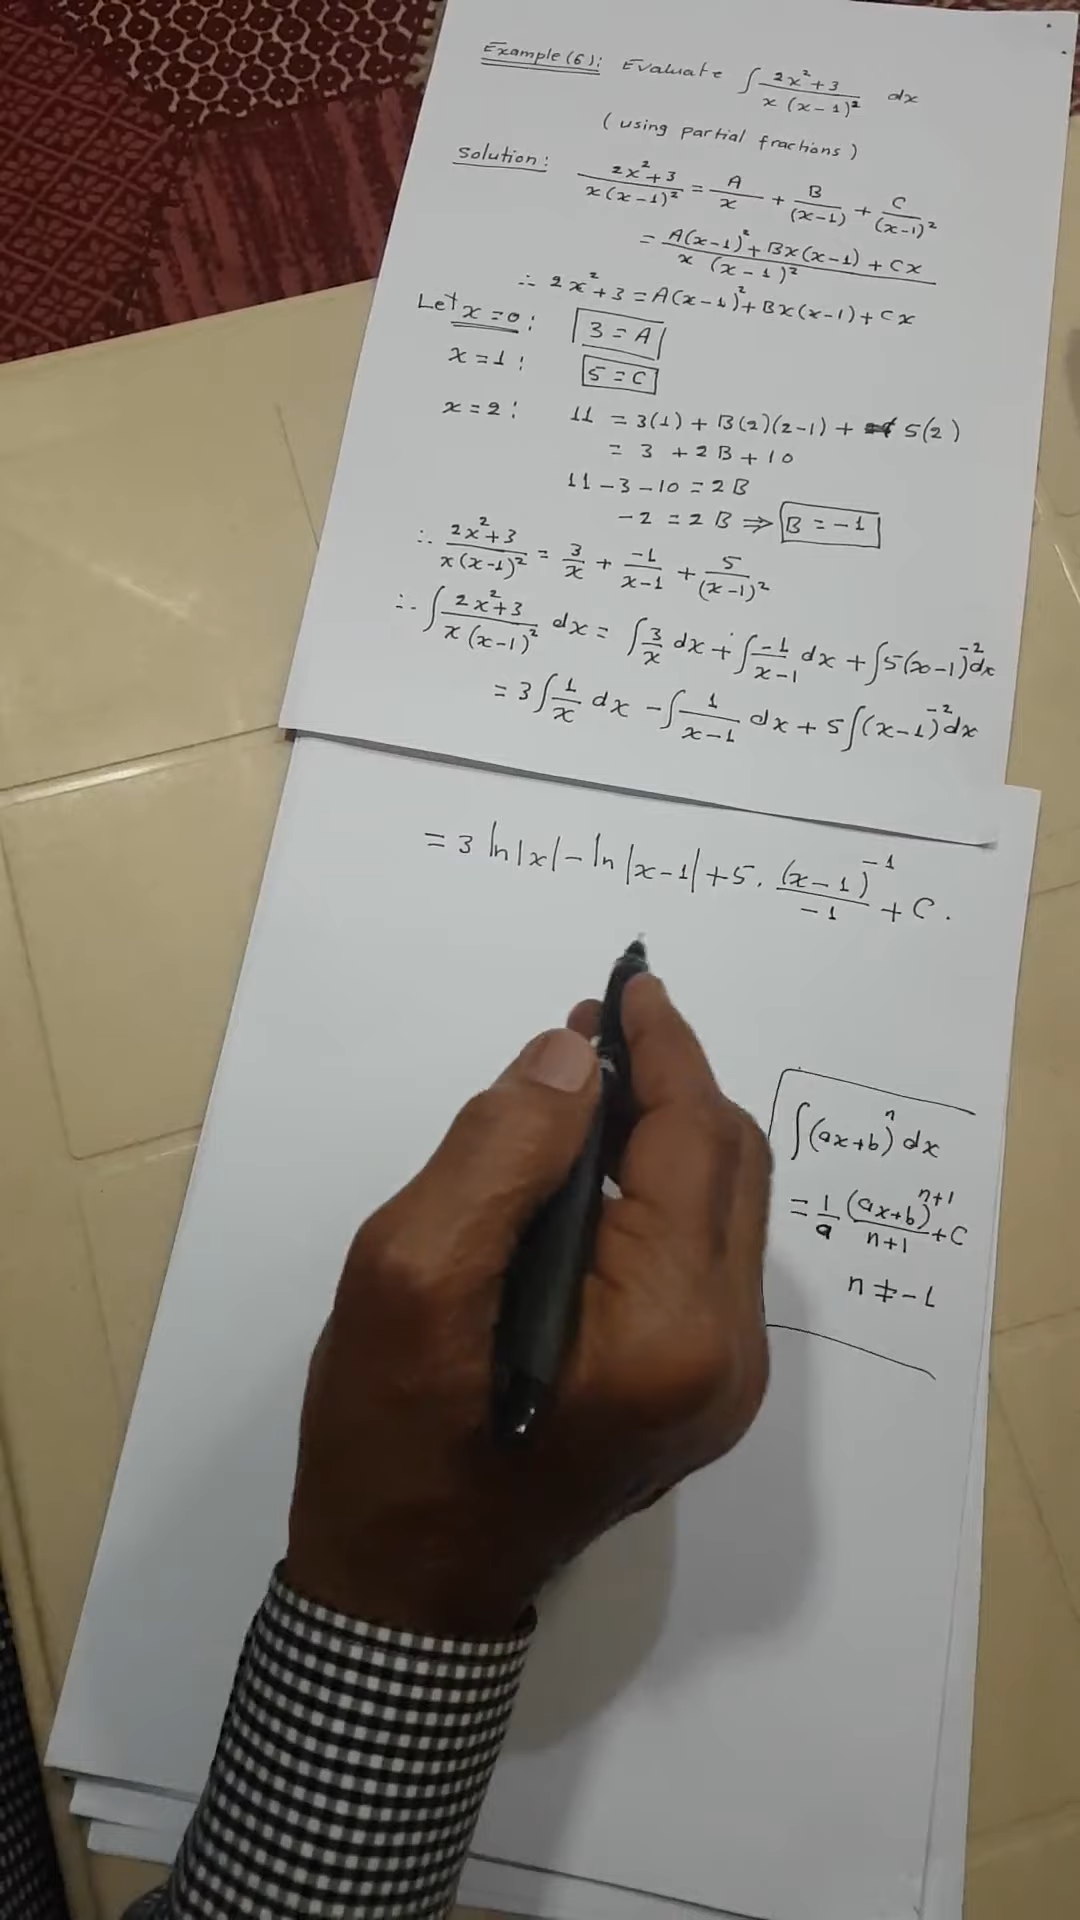 Example (6): Evaluate ∫ (2x²+3)/(x(x-1)²) dx
(using partial fractions)
Solution: (2x²+3)/(x(x-1)²) = A/x + B/(x-1) + C/(x-1)²
= (A(x-1)² + Bx(x-1) + Cx)/(x(x-1)²)
∴ 2x²+3 = A(x-1)² + Bx(x-1) + Cx
Let x=0: 3 = A
x=1: 5 = C
x=2: 11 = 3(1) + B(2)(2-1) + 5(2)
= 3 + 2B + 10
11-3-10 = 2B
-2 = 2B ⇒ B = -1
∴ (2x²+3)/(x(x-1)²) = 3/x + -1/(x-1) + 5/(x-1)²
∴ ∫ (2x²+3)/(x(x-1)²) dx = ∫ 3/x dx + ∫ -1/(x-1) dx + ∫ 5(x-1)⁻² dx
= 3∫ 1/x dx - ∫ 1/(x-1) dx + 5∫ (x-1)⁻² dx
= 3 ln|x| - ln|x-1| + 5. (x-1)⁻¹/-1 + C.
∫ (ax+b)ⁿ dx
= 1/a (ax+b)ⁿ⁺¹/(n+1) + C
n ≠ -1